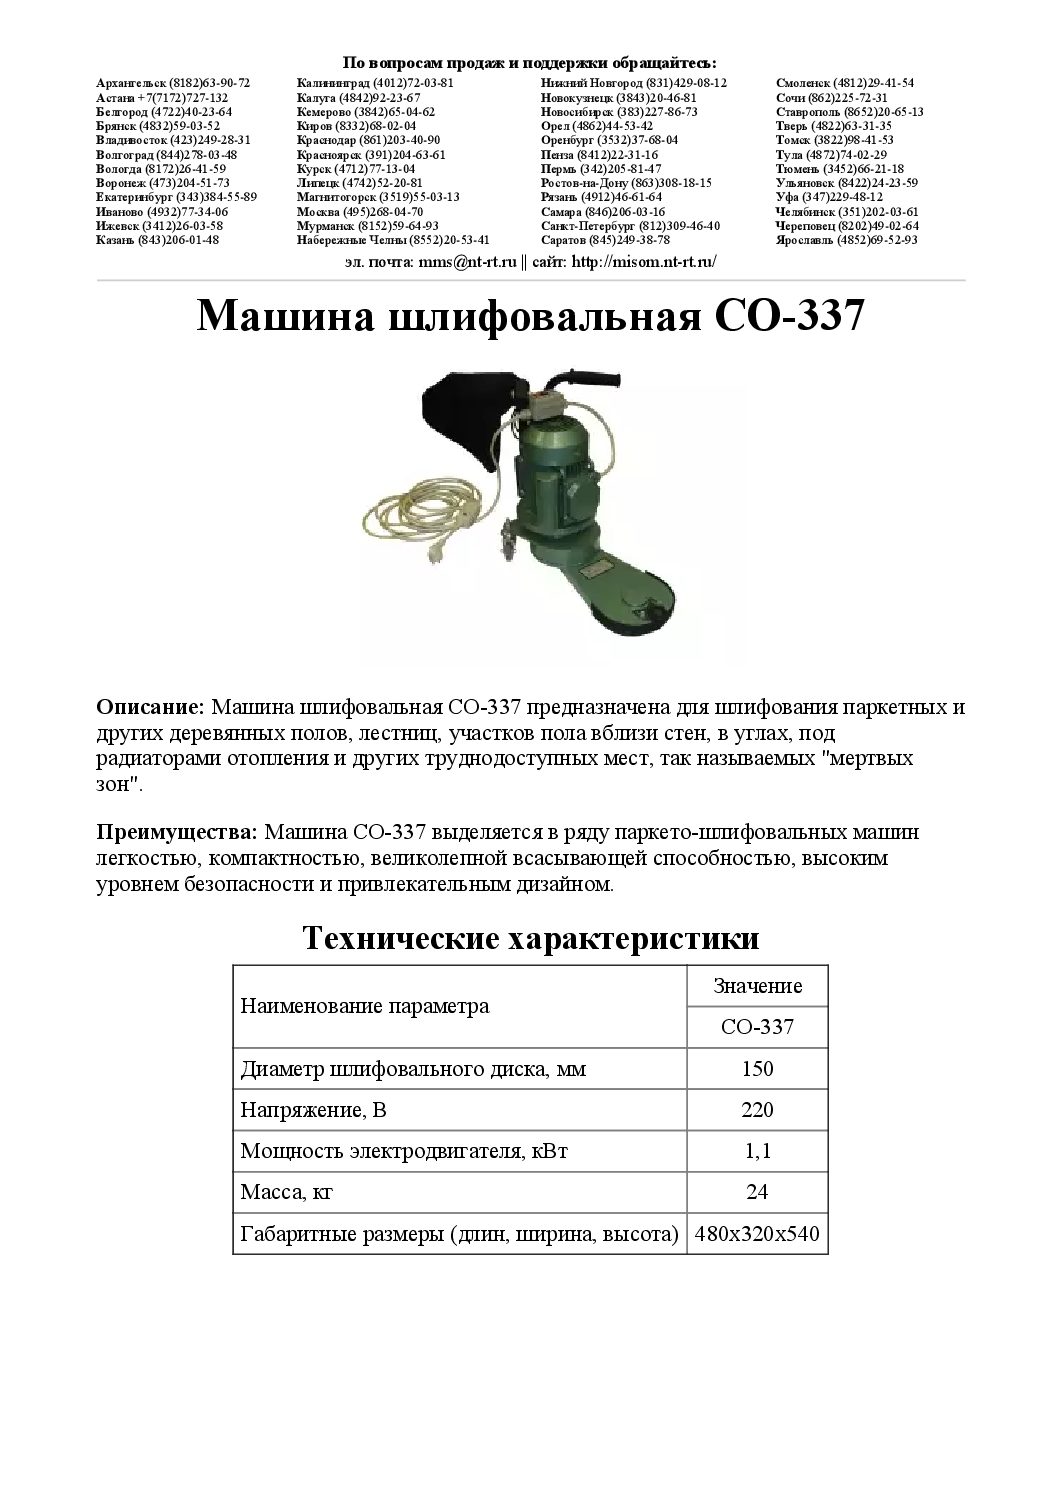 По вопросам продаж и поддержки обращайтесь:
Архангельск (8182)63-90-72
Астана +7(7172)727-132
Белгород (4722)40-23-64
Брянск (4832)59-03-52
Владивосток (423)249-28-31
Волгоград (844)278-03-48
Вологда (8172)26-41-59
Воронеж (473)204-51-73
Екатеринбург (343)384-55-89
Иваново (4932)77-34-06
Ижевск (3412)26-03-58
Казань (843)206-01-48
Калининград (4012)72-03-81
Калуга (4842)92-23-67
Кемерово (3842)65-04-62
Киров (8332)68-02-04
Краснодар (861)203-40-90
Красноярск (391)204-63-61
Курск (4712)77-13-04
Липецк (4742)52-20-81
Магнитогорск (3519)55-03-13
Москва (495)268-04-70
Мурманск (8152)59-64-93
Набережные Челны (8552)20-53-41
Нижний Новгород (831)429-08-12
Новокузнецк (3843)20-46-81
Новосибирск (383)227-86-73
Орел (4862)44-53-42
Оренбург (3532)37-68-04
Пенза (8412)22-31-16
Пермь (342)205-81-47
Ростов-на-Дону (863)308-18-15
Рязань (4912)46-61-64
Самара (846)206-03-16
Санкт-Петербург (812)309-46-40
Саратов (845)249-38-78
Смоленск (4812)29-41-54
Сочи (862)225-72-31
Ставрополь (8652)20-65-13
Тверь (4822)63-31-35
Томск (3822)98-41-53
Тула (4872)74-02-29
Тюмень (3452)66-21-18
Ульяновск (8422)24-23-59
Уфа (347)229-48-12
Челябинск (351)202-03-61
Череповец (8202)49-02-64
Ярославль (4852)69-52-93
эл. почта: mms@nt-rt.ru || сайт: http://misom.nt-rt.ru/
Машина шлифовальная СО-337
Описание: Машина шлифовальная СО-337 предназначена для шлифования паркетных и
других деревянных полов, лестниц, участков пола вблизи стен, в углах, под
радиаторами отопления и других труднодоступных мест, так называемых "мертвых
зон".
Преимущества: Машина СО-337 выделяется в ряду паркето-шлифовальных машин
легкостью, компактностью, великолепной всасывающей способностью, высоким
уровнем безопасности и привлекательным дизайном.
Технические характеристики
Наименование параметра
Значение
СО-337
Диаметр шлифовального диска, мм 150
Напряжение, В 220
Мощность электродвигателя, кВт 1,1
Масса, кг 24
Габаритные размеры (длин, ширина, высота) 480х320х540